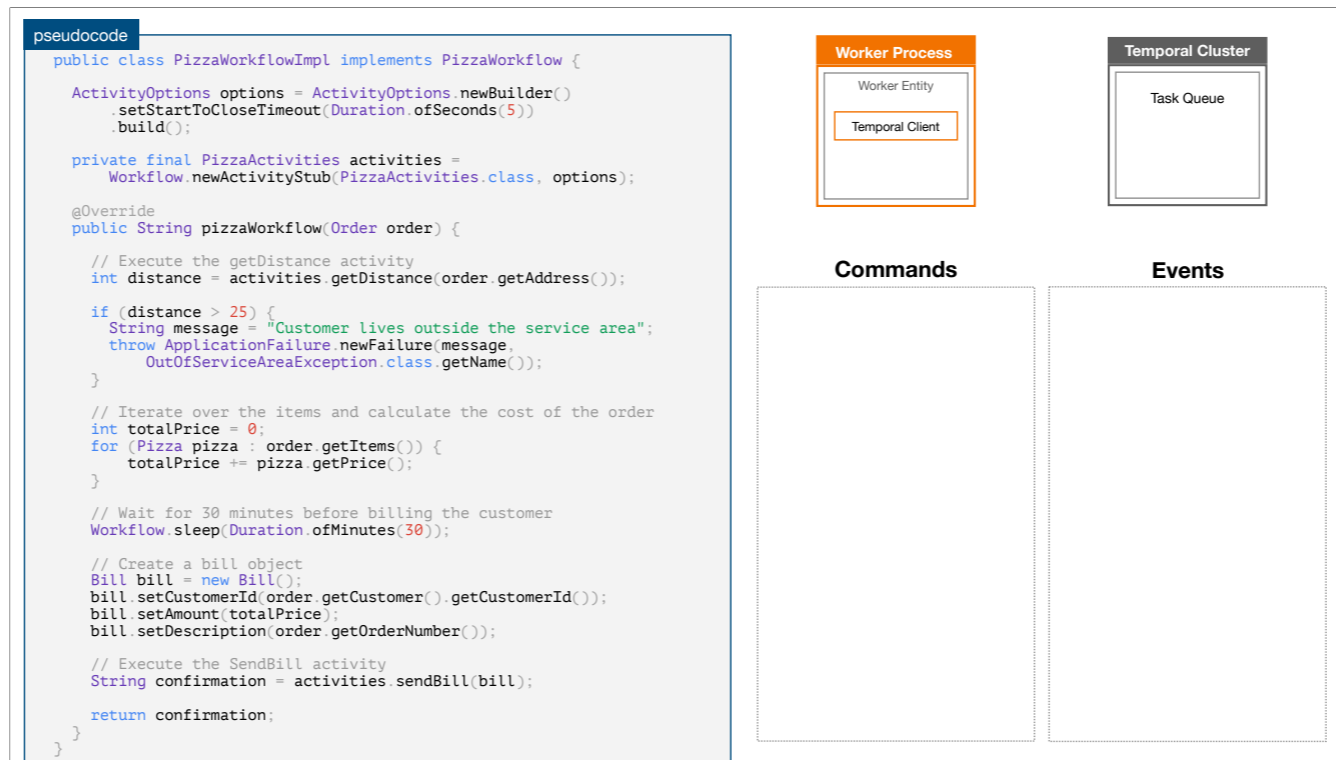 pseudocode
public class PizzaWorkflowImpl implements PizzaWorkflow {
ActivityOptions options = ActivityOptions.newBuilder()
.setStartToCloseTimeout(Duration.ofSeconds(5))
.build();
private final PizzaActivities activities =
Workflow.newActivityStub(PizzaActivities.class, options);
@Override
public String pizzaWorkflow(Order order) {
// Execute the getDistance activity
int distance = activities.getDistance(order.getAddress());
if (distance > 25) {
String message = "Customer lives outside the service area";
throw ApplicationFailure.newFailure(message,
OutOfServiceAreaException.class.getName());
}
// Iterate over the items and calculate the cost of the order
int totalPrice = 0;
for (Pizza pizza : order.getItems()) {
totalPrice += pizza.getPrice();
}
// Wait for 30 minutes before billing the customer
Workflow.sleep(Duration.ofMinutes(30));
// Create a bill object
Bill bill = new Bill();
bill.setCustomerId(order.getCustomer().getCustomerId());
bill.setAmount(totalPrice);
bill.setDescription(order.getOrderNumber());
// Execute the SendBill activity
String confirmation = activities.sendBill(bill);
return confirmation;
}
}
Worker Process
Worker Entity
Temporal Client
Temporal Cluster
Task Queue
Commands
Events